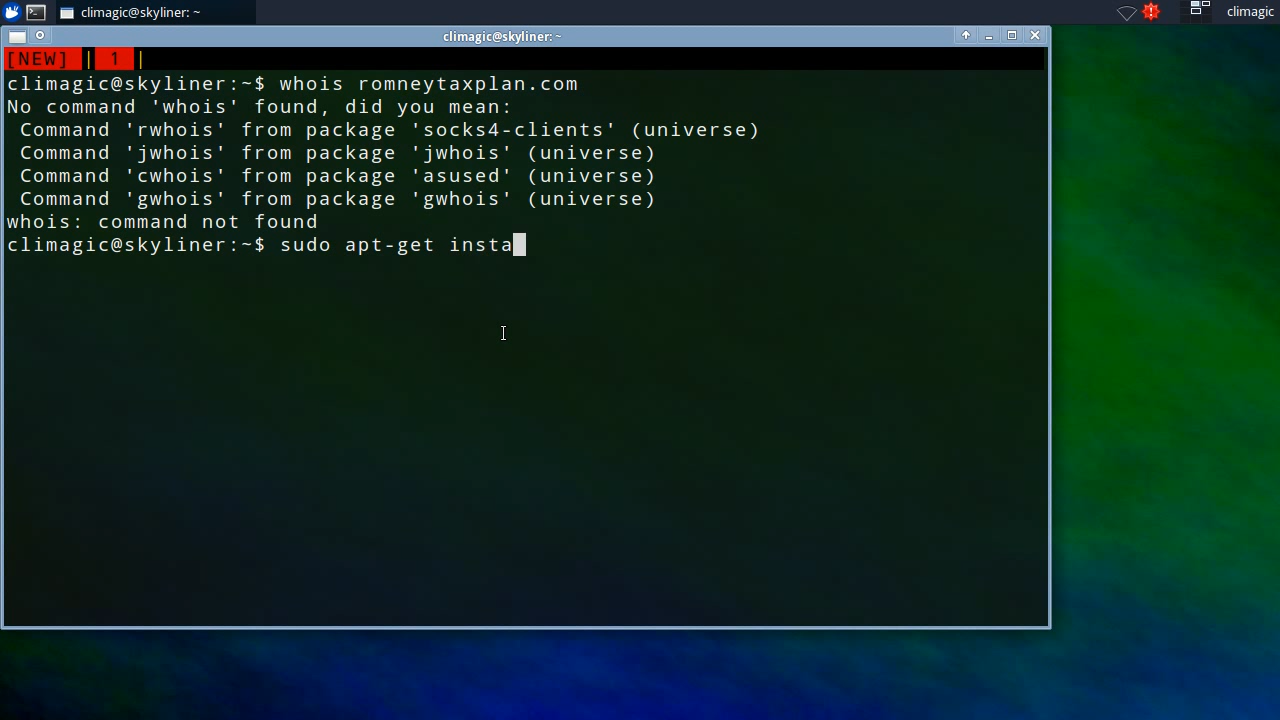 climagic@skyliner: ~
climagic
climagic@skyliner: ~
[NEW] | 1 |
climagic@skyliner:~$ whois romneytaxplan.com
No command 'whois' found, did you mean:
 Command 'rwhois' from package 'socks4-clients' (universe)
 Command 'jwhois' from package 'jwhois' (universe)
 Command 'cwhois' from package 'asused' (universe)
 Command 'gwhois' from package 'gwhois' (universe)
whois: command not found
climagic@skyliner:~$ sudo apt-get insta